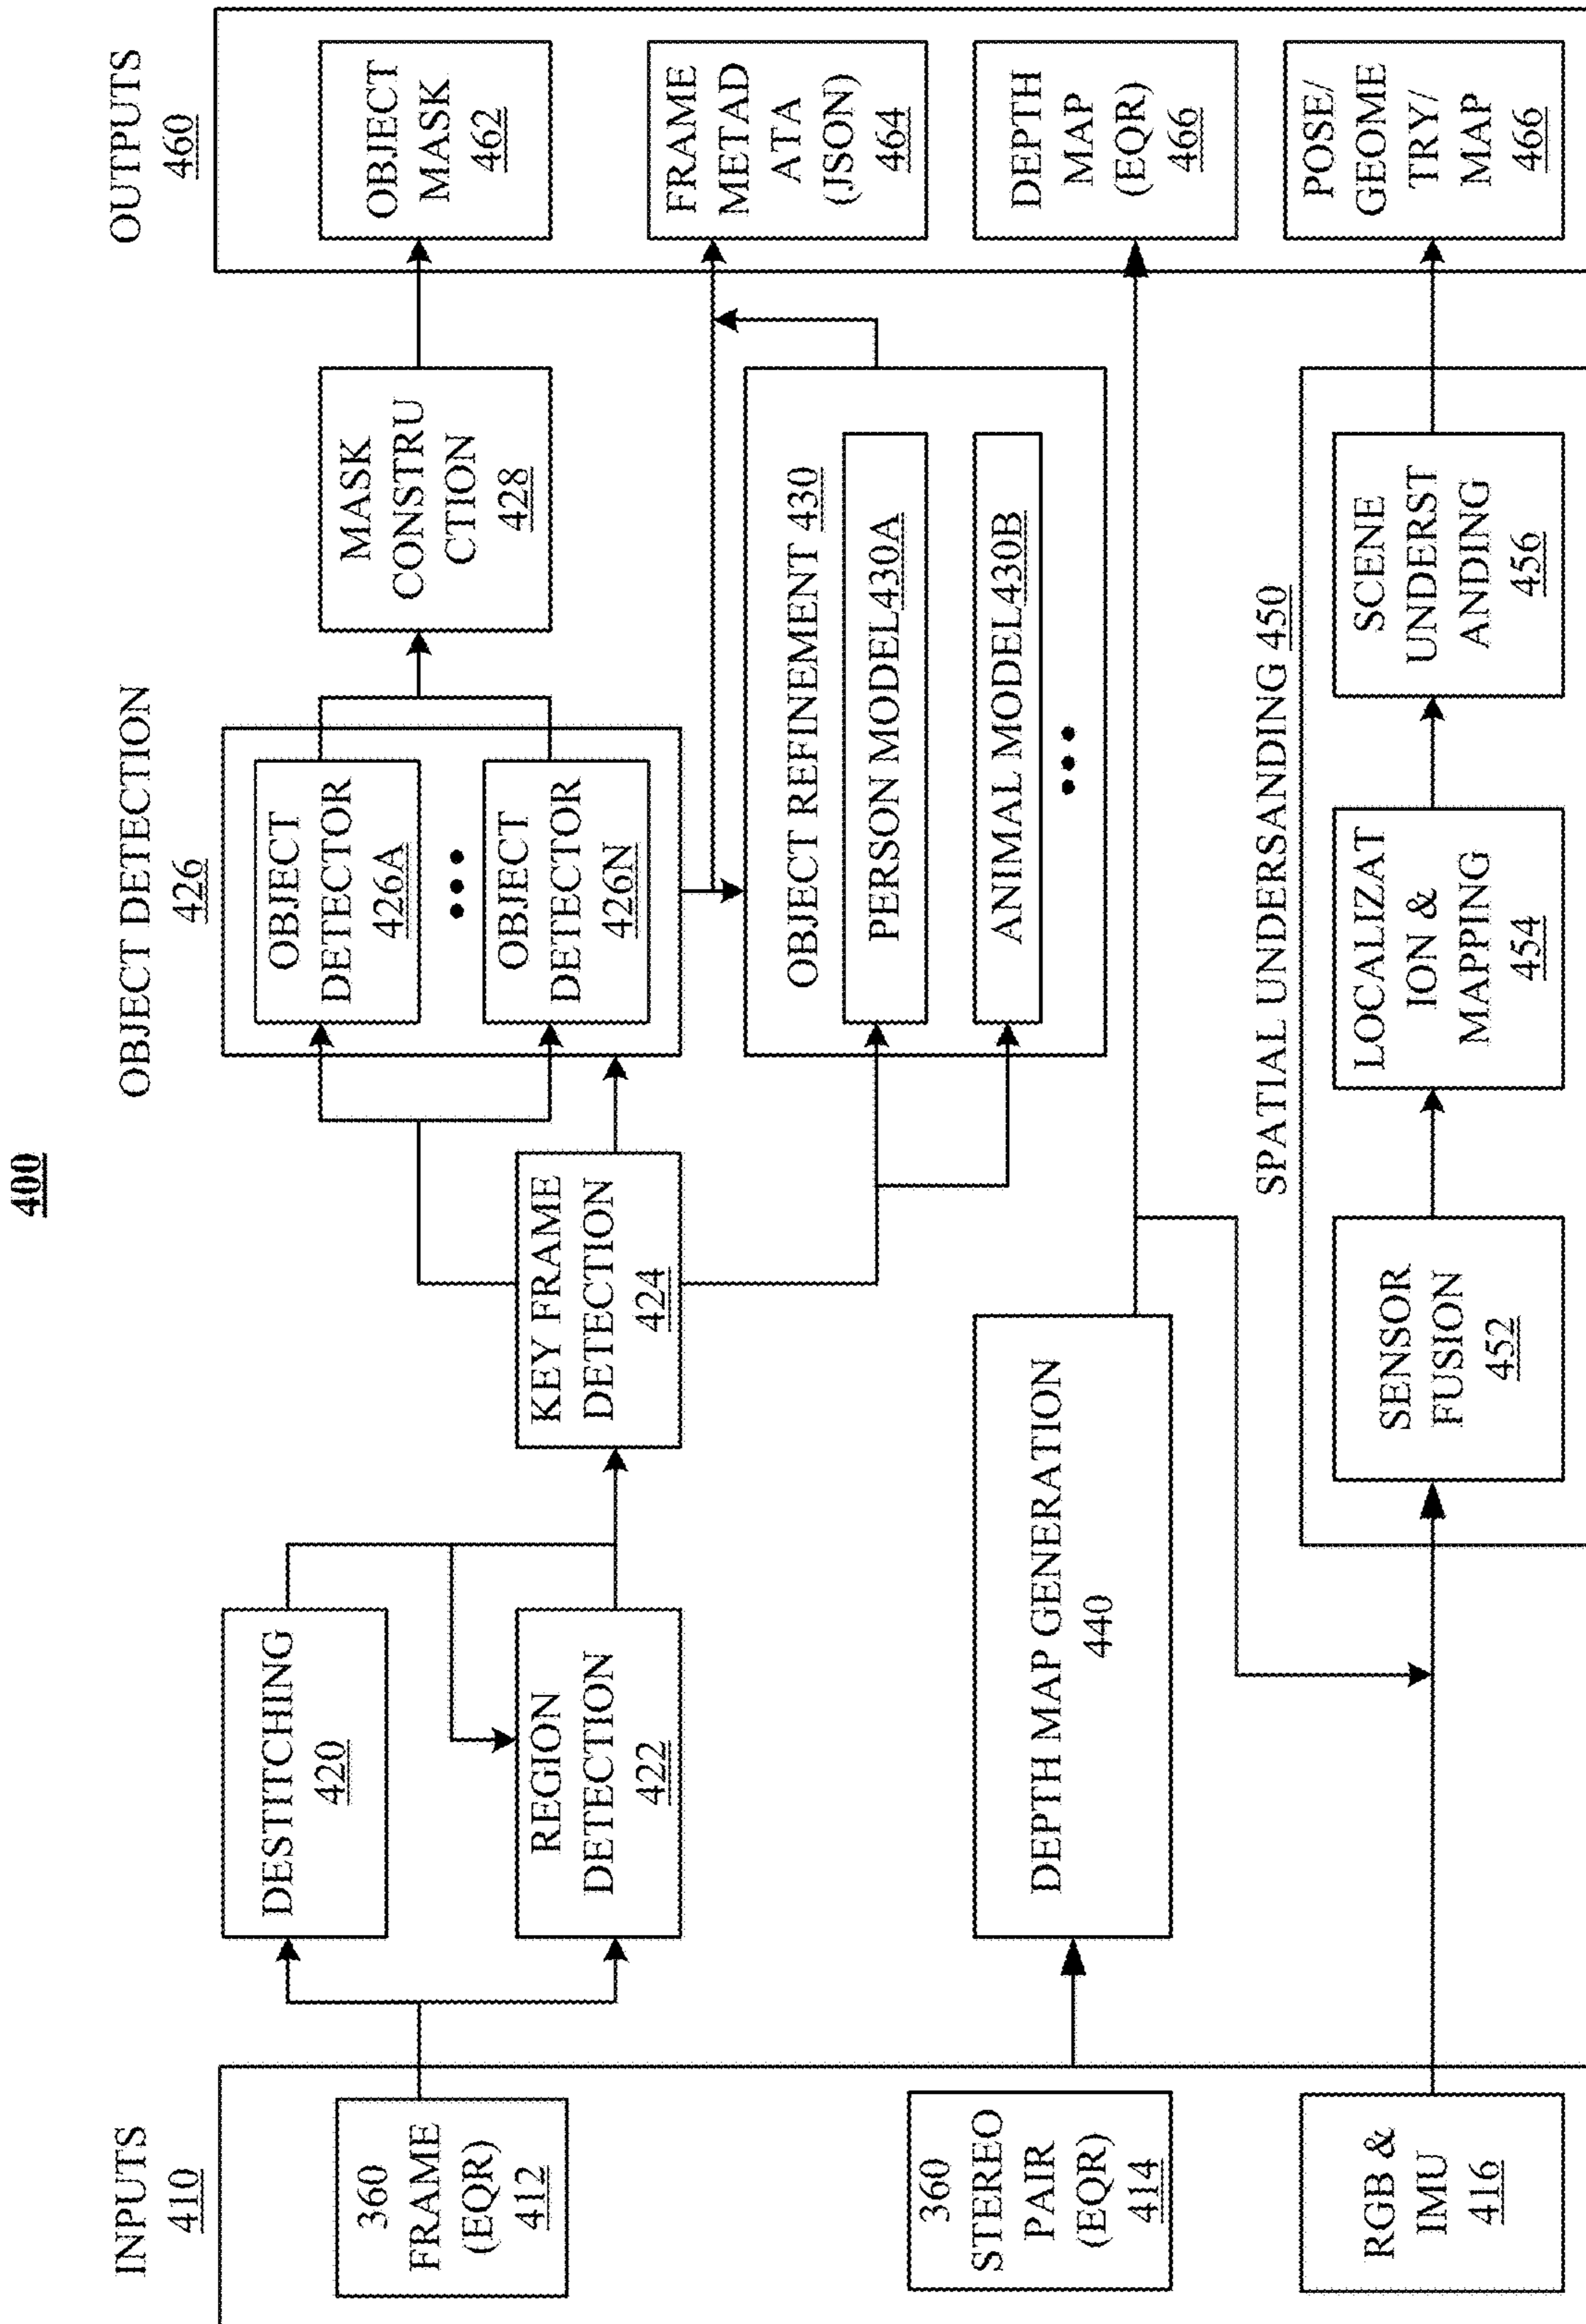 400
INPUTS
410
360
FRAME
(EQR)
412
360
STEREO
PAIR
(EQR)
414
RGB &
IMU
416
DESTITCHING
420
REGION
DETECTION
422
KEY FRAME
DETECTION
424
OBJECT DETECTION
426
OBJECT
DETECTOR
426A
OBJECT
DETECTOR
426N
MASK
CONSTRU
CTION
428
OBJECT REFINEMENT 430
PERSON MODEL430A
ANIMAL MODEL430B
DEPTH MAP GENERATION
440
SPATIAL UNDERSANDING 450
SENSOR
FUSION
452
LOCALIZAT
ION &
MAPPING
454
SCENE
UNDERST
ANDING
456
OUTPUTS
460
OBJECT
MASK
462
FRAME
METAD
ATA
(JSON)
464
DEPTH
MAP
(EQR)
466
POSE/
GEOME
TRY/
MAP
466